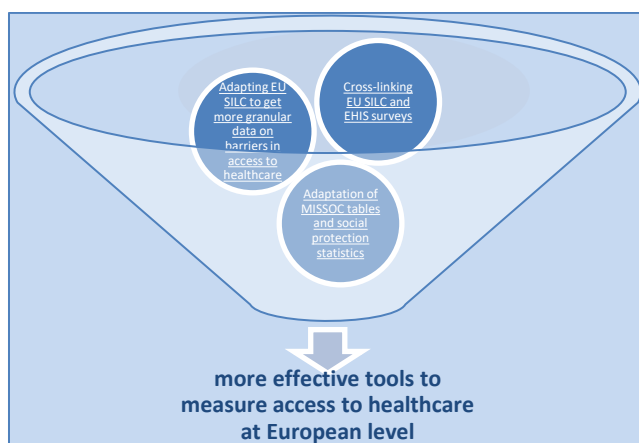 Adapting EU
SILC to get
more granular
data on
barriers in
access to
healthcare
Cross-linking
EU SILC and
EHIS surveys
Adaptation of
MISSOC tables
and social
protection
statistics
more effective tools to
measure access to healthcare
at European level